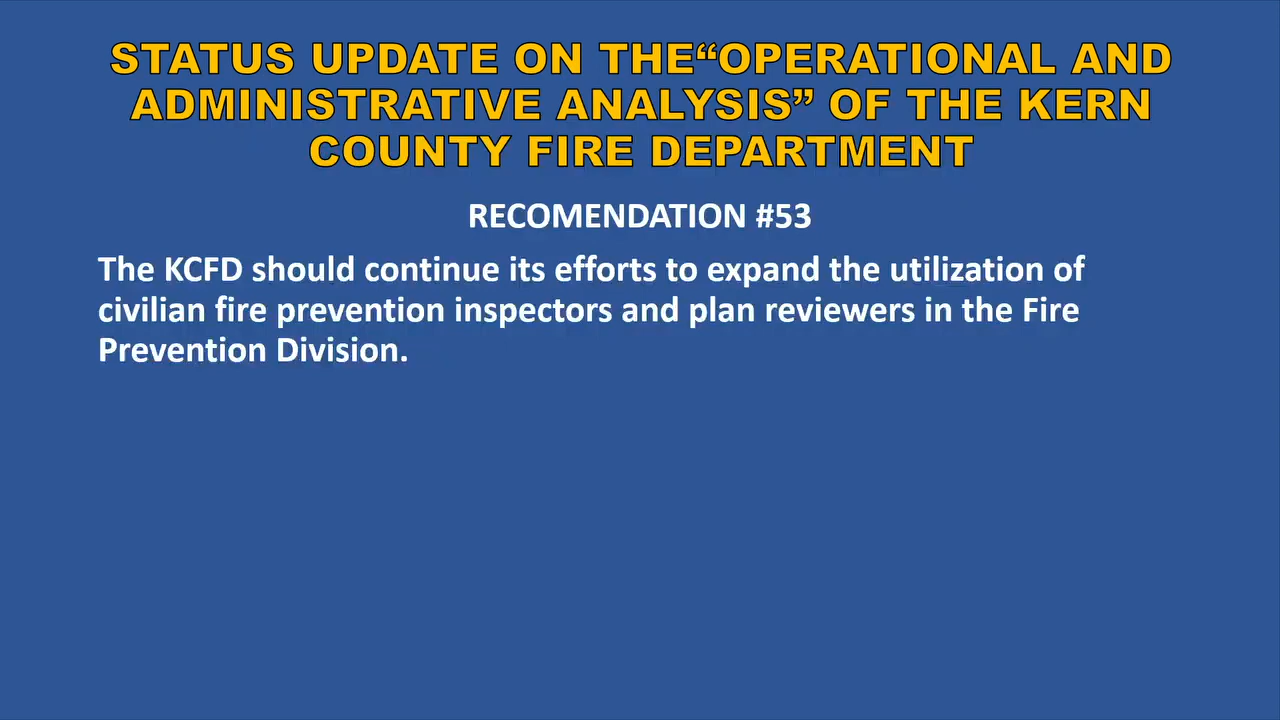 STATUS UPDATE ON THE“OPERATIONAL AND
ADMINISTRATIVE ANALYSIS” OF THE KERN
COUNTY FIRE DEPARTMENT
RECOMENDATION #53
The KCFD should continue its efforts to expand the utilization of
civilian fire prevention inspectors and plan reviewers in the Fire
Prevention Division.